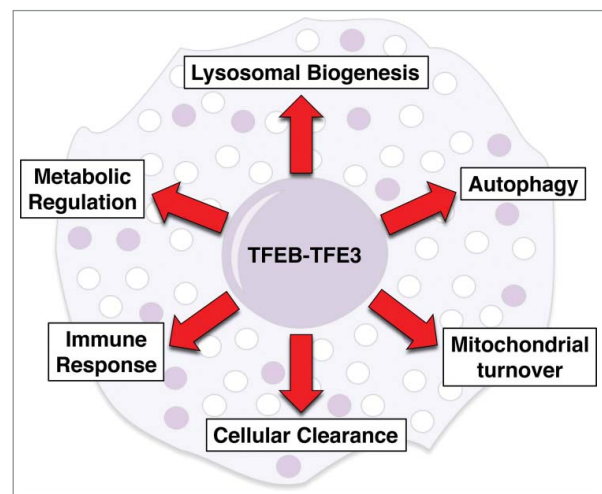 Lysosomal Biogenesis
Metabolic
Regulation
Autophagy
TFEB-TFE3
Immune
Response
Mitochondrial
turnover
Cellular Clearance